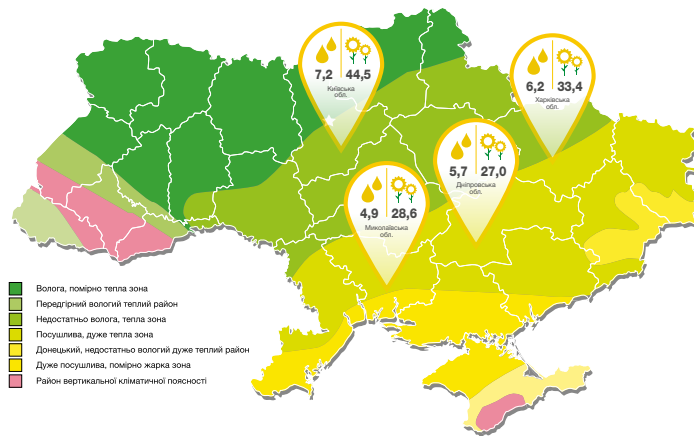 7,2 44,5
Київська
обл.
6,2 33,4
Харківська
обл.
5,7 27,0
Дніпровська
обл.
4,9 28,6
Миколаївська
обл.
Волога, помірно тепла зона
Передгірний вологий теплий район
Недостатньо волога, тепла зона
Посушлива, дуже тепла зона
Донецький, недостатньо вологий дуже теплий район
Дуже посушлива, помірно жарка зона
Район вертикальної кліматичної поясності